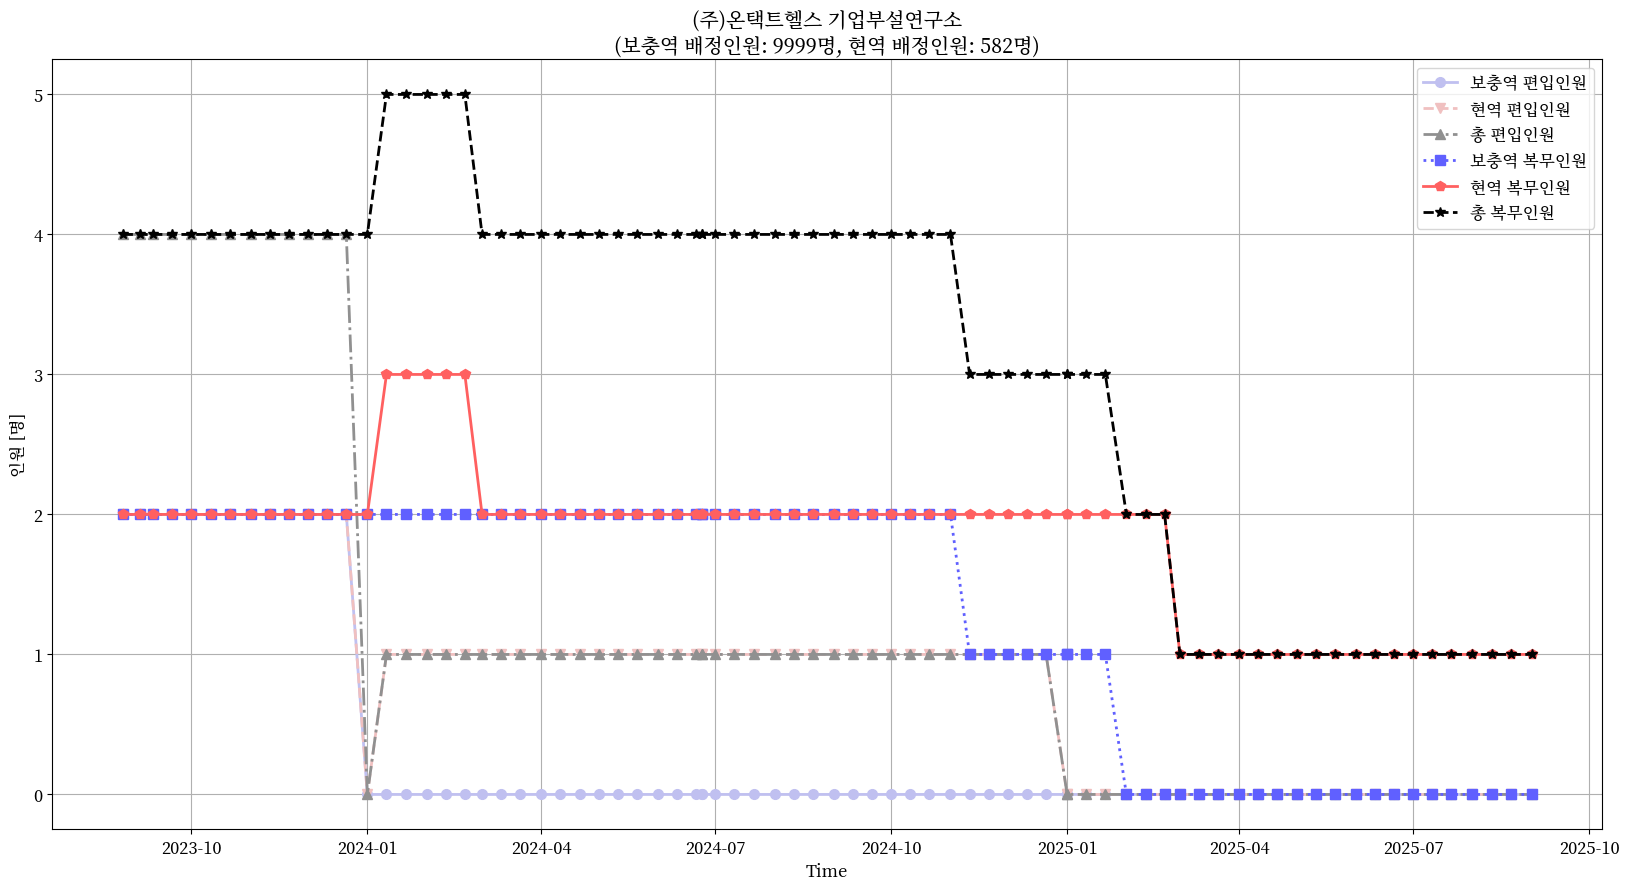 (주)온택트헬스 기업부설연구소
(보충역 배정인원: 9999명, 현역 배정인원: 582명)
보충역 편입인원
현역 편입인원
총 편입인원
보충역 복무인원
현역 복무인원
총 복무인원
인원 [명]
5
4
3
2
1
0
2023-10
2024-01
2024-04
2024-07
2024-10
2025-01
2025-04
2025-07
2025-10
Time